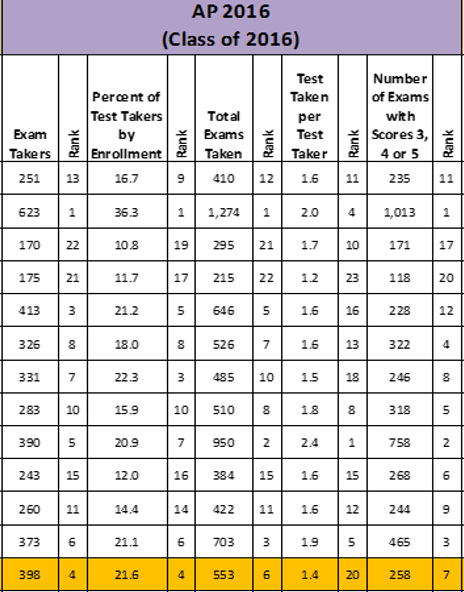 AP 2016
(Class of 2016)
Exam Takers Rank Percent of Test Takers by Enrollment Rank Total Exams Taken Rank Test Taken per Test Taker Rank Number of Exams with Scores 3, 4 or 5 Rank
251 13 16.7 9 410 12 1.6 11 235 11
623 1 36.3 1 1,274 1 2.0 4 1,013 1
170 22 10.8 19 295 21 1.7 10 171 17
175 21 11.7 17 215 22 1.2 23 118 20
413 3 21.2 5 646 5 1.6 16 228 12
326 8 18.0 8 526 7 1.6 13 322 4
331 7 22.3 3 485 10 1.5 18 246 8
283 10 15.9 10 510 8 1.8 8 318 5
390 5 20.9 7 950 2 2.4 1 758 2
243 15 12.0 16 384 15 1.6 15 268 6
260 11 14.4 14 422 11 1.6 12 244 9
373 6 21.1 6 703 3 1.9 5 465 3
398 4 21.6 4 553 6 1.4 20 258 7